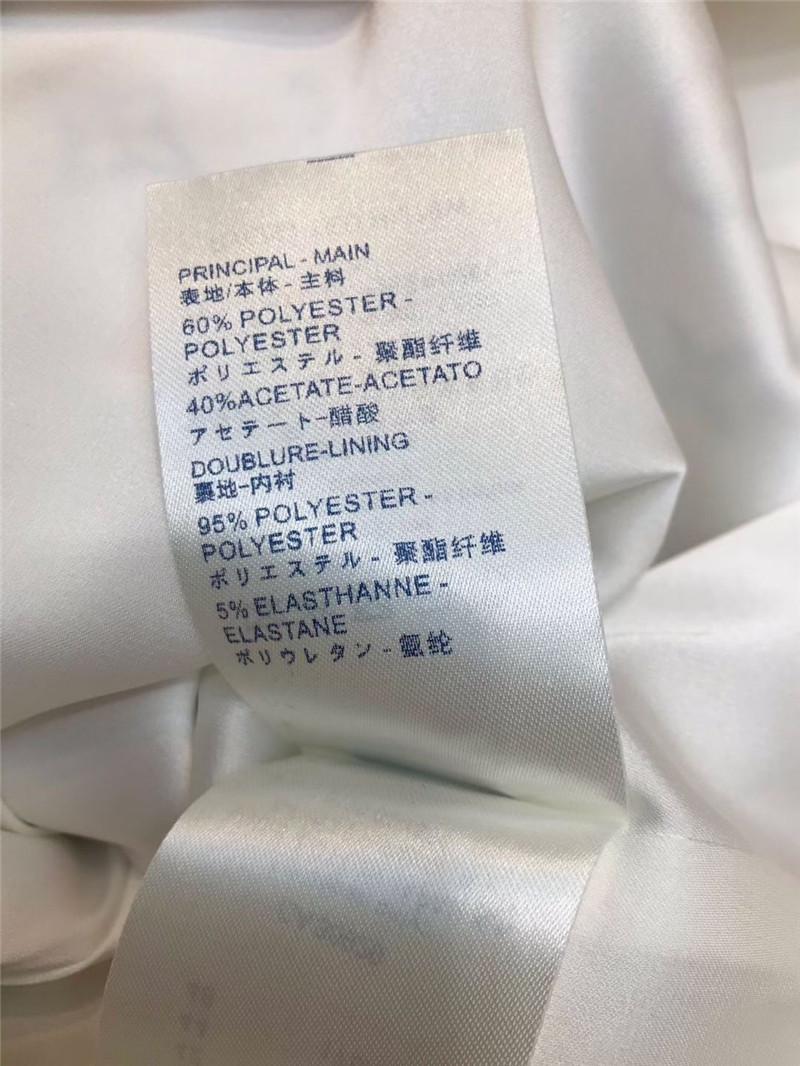 PRINCIPAL - MAIN
表地/本体 - 主料
60% POLYESTER -
POLYESTER
ポリエステル - 聚酯纤维
40%ACETATE-ACETATO
アセテート-醋酸
DOUBLURE-LINING
裏地-内衬
95% POLYESTER -
POLYESTER
ポリエステル - 聚酯纤维
5% ELASTHANNE -
ELASTANE
ポリウレタン - 氨纶